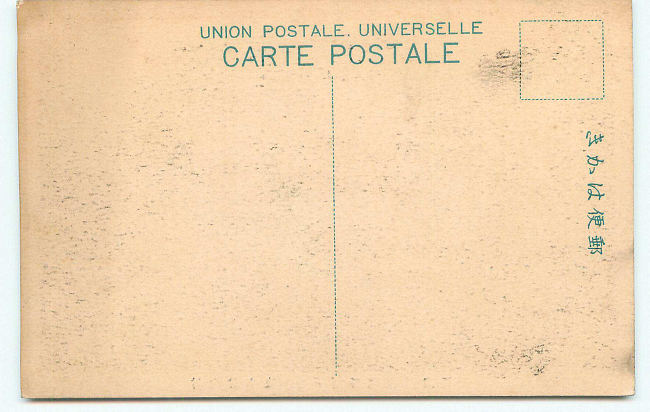 UNION POSTALE. UNIVERSELLE
CARTE POSTALE
郵便はかき